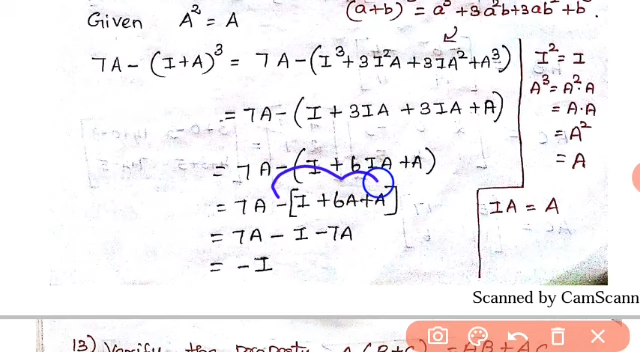 Given A² = A
(a+b)³ = a³+3a²b+3ab²+b³.
7A-(I+A)³ = 7A-(I³+3I²A+3IA²+A³)
= 7A-(I+3IA+3IA+A)
= 7A-(I+6IA+A)
= 7A-[I+6A+A]
= 7A-I-7A
= -I
I² = I
A³ = A².A
= A.A
= A²
= A
IA = A
Scanned by CamScann
13) Verify the property A(B+C) = AB+AC